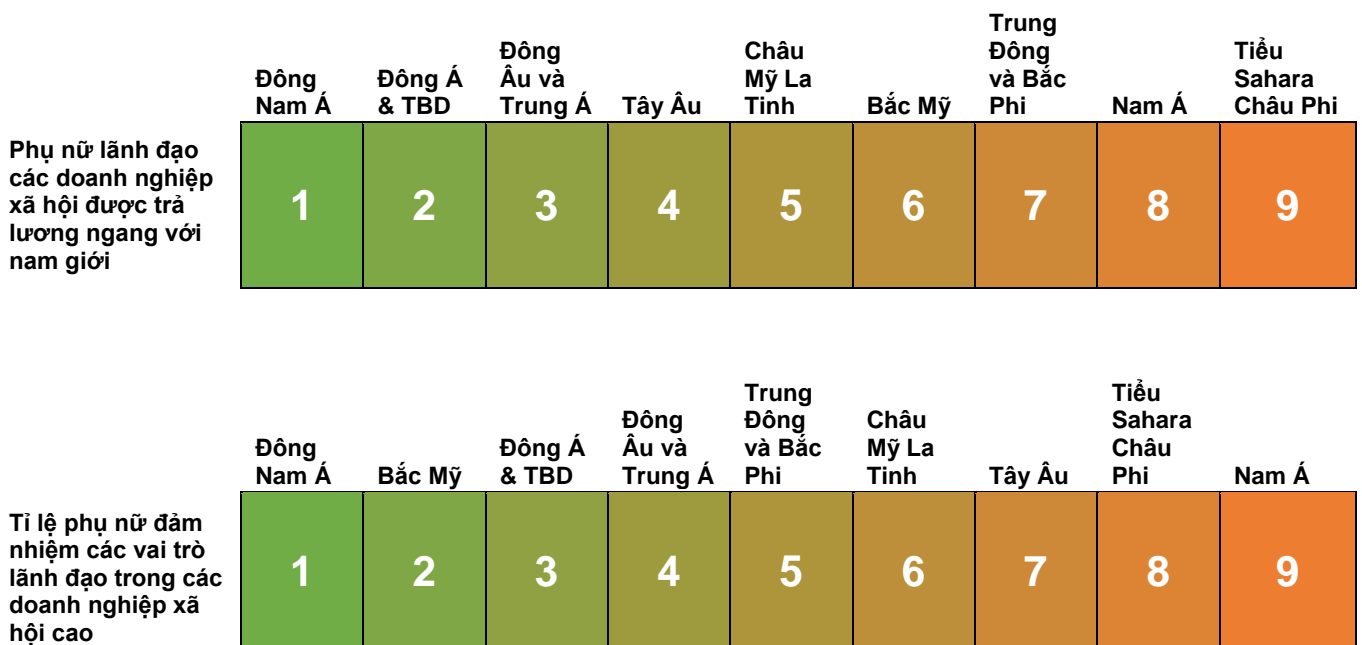 Đông
Nam Á
Đông Á
& TBD
Đông
Âu và
Trung Á
Tây Âu
Châu
Mỹ La
Tinh
Bắc Mỹ
Trung
Đông
và Bắc
Phi
Nam Á
Tiểu
Sahara
Châu Phi
Phụ nữ lãnh đạo
các doanh nghiệp
xã hội được trả
lương ngang với
nam giới
1
2
3
4
5
6
7
8
9
Đông
Nam Á
Bắc Mỹ
Đông Á
& TBD
Đông
Âu và
Trung Á
Trung
Đông
và Bắc
Phi
Châu
Mỹ La
Tinh
Tây Âu
Tiểu
Sahara
Châu
Phi
Nam Á
Tỉ lệ phụ nữ đảm
nhiệm các vai trò
lãnh đạo trong các
doanh nghiệp xã
hội cao
1
2
3
4
5
6
7
8
9